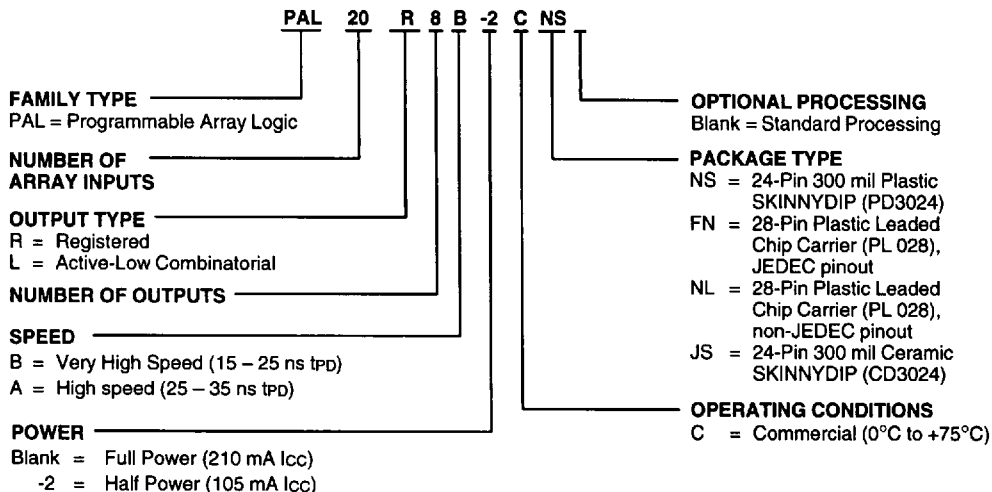 PAL 20 R 8 B -2 C NS
FAMILY TYPE
PAL = Programmable Array Logic
NUMBER OF
ARRAY INPUTS
OUTPUT TYPE
R = Registered
L = Active-Low Combinatorial
NUMBER OF OUTPUTS
SPEED
B = Very High Speed (15 – 25 ns tPD)
A = High speed (25 – 35 ns tPD)
POWER
Blank = Full Power (210 mA ICC)
-2 = Half Power (105 mA ICC)
OPTIONAL PROCESSING
Blank = Standard Processing
PACKAGE TYPE
NS = 24-Pin 300 mil Plastic
SKINNYDIP (PD3024)
FN = 28-Pin Plastic Leaded
Chip Carrier (PL 028),
JEDEC pinout
NL = 28-Pin Plastic Leaded
Chip Carrier (PL 028),
non-JEDEC pinout
JS = 24-Pin 300 mil Ceramic
SKINNYDIP (CD3024)
OPERATING CONDITIONS
C = Commercial (0°C to +75°C)